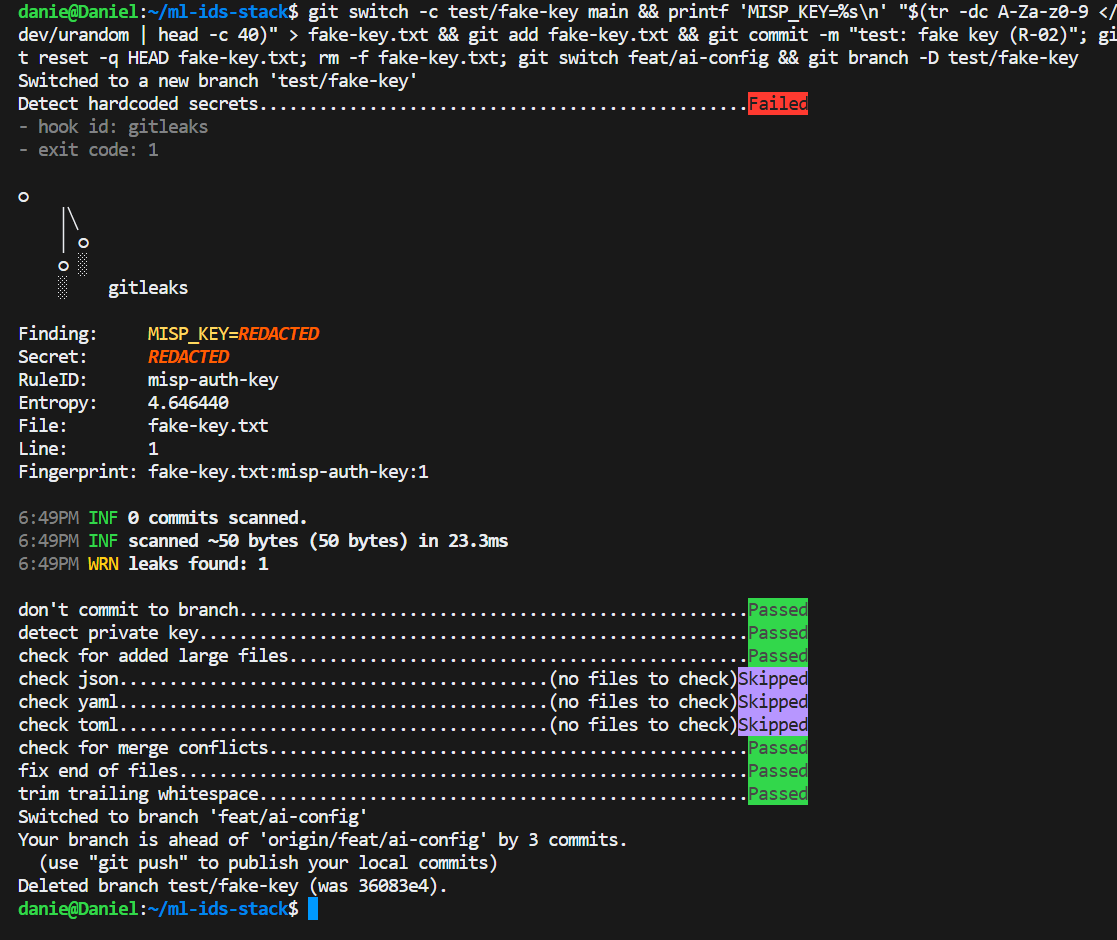 danie@Daniel:~/ml-ids-stack$ git switch -c test/fake-key main && printf 'MISP_KEY=%s\n' "$(tr -dc A-Za-z0-9 </
dev/urandom | head -c 40)" > fake-key.txt && git add fake-key.txt && git commit -m "test: fake key (R-02)"; gi
t reset -q HEAD fake-key.txt; rm -f fake-key.txt; git switch feat/ai-config && git branch -D test/fake-key
Switched to a new branch 'test/fake-key'
Detect hardcoded secrets.................................................Failed
- hook id: gitleaks
- exit code: 1
○
    │╲
    │ ○
    ○ ░
    ░    gitleaks
Finding:     MISP_KEY=REDACTED
Secret:      REDACTED
RuleID:      misp-auth-key
Entropy:     4.646440
File:        fake-key.txt
Line:        1
Fingerprint: fake-key.txt:misp-auth-key:1
6:49PM INF 0 commits scanned.
6:49PM INF scanned ~50 bytes (50 bytes) in 23.3ms
6:49PM WRN leaks found: 1
don't commit to branch...................................................Passed
detect private key.......................................................Passed
check for added large files..............................................Passed
check json...........................................(no files to check)Skipped
check yaml...........................................(no files to check)Skipped
check toml...........................................(no files to check)Skipped
check for merge conflicts................................................Passed
fix end of files.........................................................Passed
trim trailing whitespace.................................................Passed
Switched to branch 'feat/ai-config'
Your branch is ahead of 'origin/feat/ai-config' by 3 commits.
  (use "git push" to publish your local commits)
Deleted branch test/fake-key (was 36083e4).
danie@Daniel:~/ml-ids-stack$